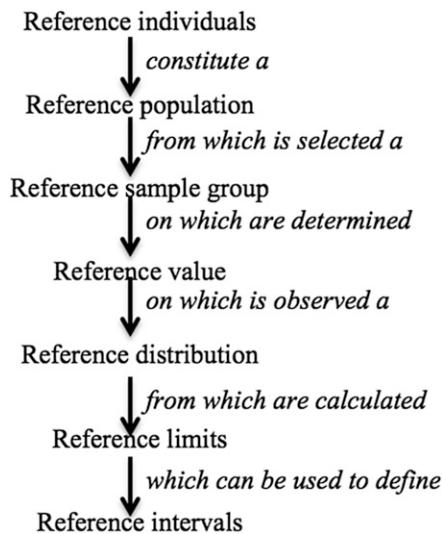 Reference individuals
constitute a
Reference population
from which is selected a
Reference sample group
on which are determined
Reference value
on which is observed a
Reference distribution
from which are calculated
Reference limits
which can be used to define
Reference intervals